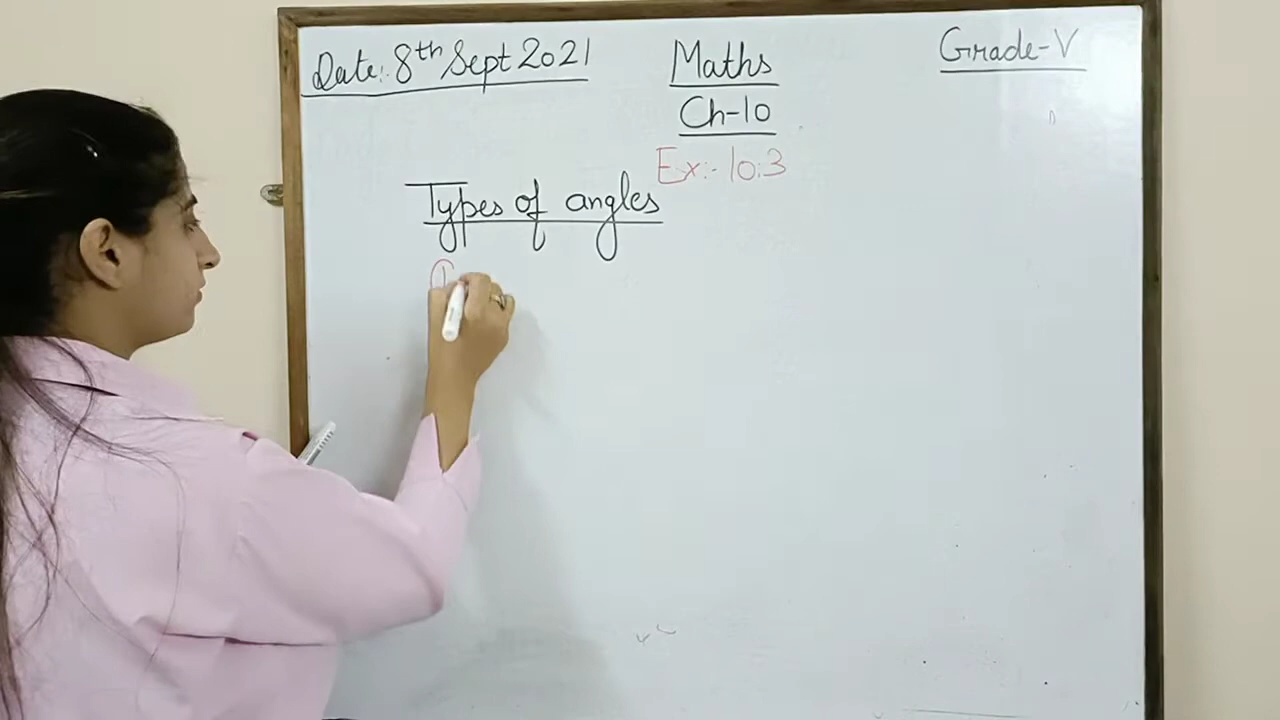 Date:. 8th Sept 2021
Maths
Grade-V
Ch-10
Ex:- 10.3
Types of angles